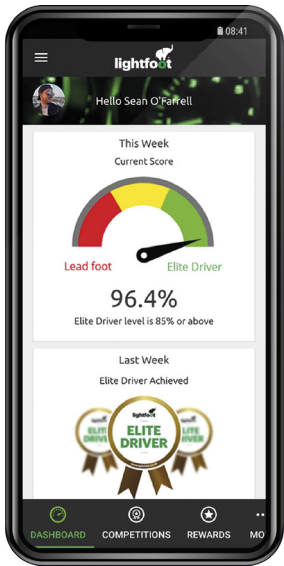 08:41
lightfoot
Hello Sean O'Farrell
This Week
Current Score
Lead foot
Elite Driver
96.4%
Elite Driver level is 85% or above
Last Week
Elite Driver Achieved
lightfoot
ELITE
DRIVER
DASHBOARD
COMPETITIONS
REWARDS
MO